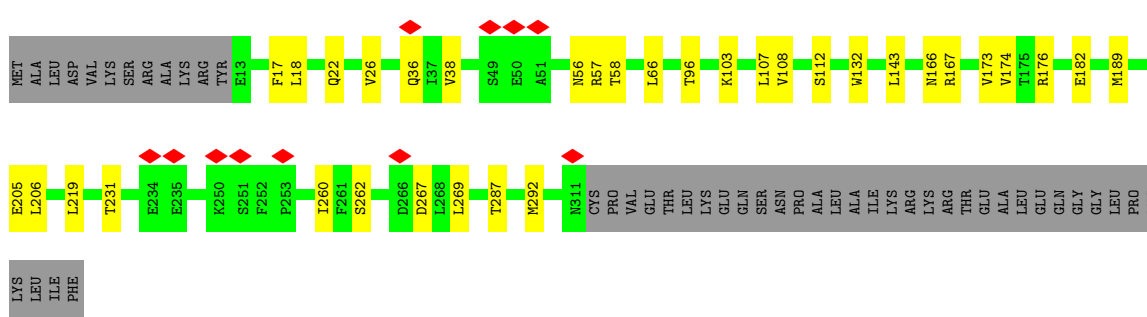 MET ALA LEU ASP VAL LYS SER ARG ALA LYS ARG TYR E13 F17 L18 Q22 V26 Q36 I37 V38 S49 E50 A51 N56 R57 T58 L66 T96 K103 L107 V108 S112 W132 L143 N166 R167 V173 V174 T175 R176 E182 M189
E205 L206 L219 T231 E234 E235 K250 S251 F252 P253 I260 F261 S262 D266 D267 L268 L269 T287 M292 N311 CYS PRO VAL GLU THR LEU LYS GLU GLN SER ASN PRO ALA LEU ALA ILE LYS ARG LYS ARG THR GLU ALA LEU GLU GLN GLY GLY LEU PRO
LYS LEU ILE PHE